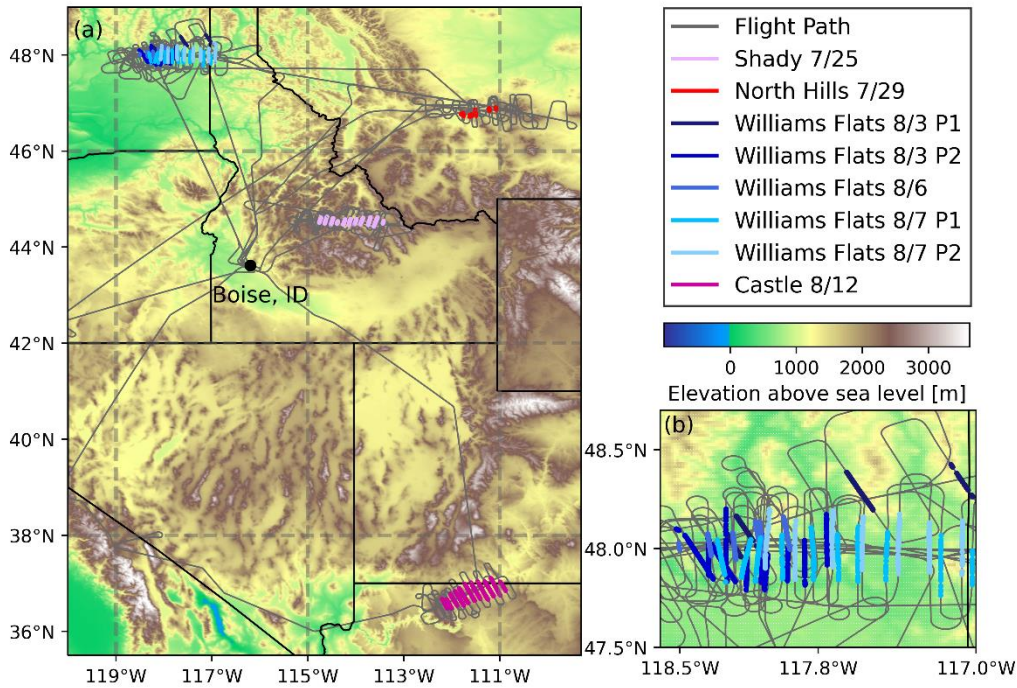 (a)
48°N
46°N
44°N
42°N
40°N
38°N
36°N
119°W
117°W
115°W
113°W
111°W
Boise, ID
Flight Path
Shady 7/25
North Hills 7/29
Williams Flats 8/3 P1
Williams Flats 8/3 P2
Williams Flats 8/6
Williams Flats 8/7 P1
Williams Flats 8/7 P2
Castle 8/12
0 1000 2000 3000
Elevation above sea level [m]
(b)
48.5°N
48.0°N
47.5°N
118.5°W 117.8°W 117.0°W